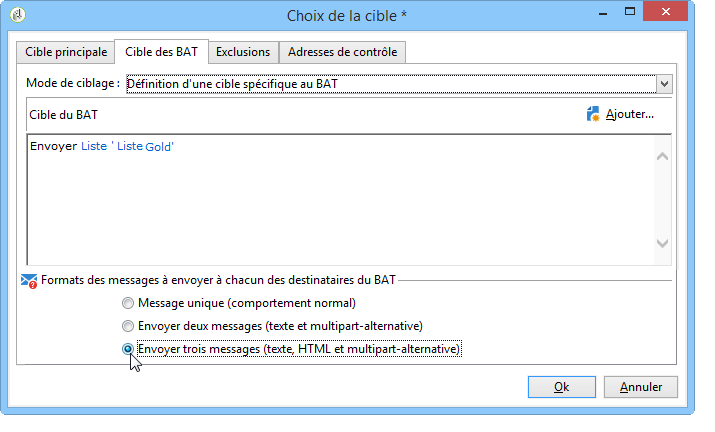 Choix de la cible *
Cible principale Cible des BAT Exclusions Adresses de contrôle
Mode de ciblage : Définition d'une cible spécifique au BAT
Cible du BAT Ajouter...
Envoyer Liste ' Liste Gold'
Formats des messages à envoyer à chacun des destinataires du BAT
Message unique (comportement normal)
Envoyer deux messages (texte et multipart-alternative)
Envoyer trois messages (texte, HTML et multipart-alternative)
Ok Annuler